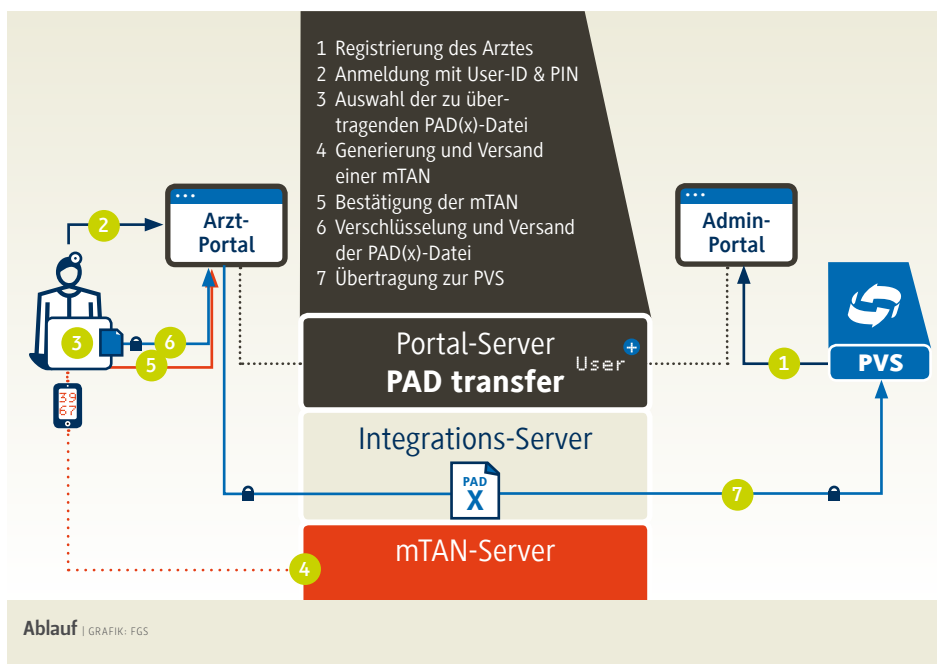 1 Registrierung des Arztes
2 Anmeldung mit User-ID & PIN
3 Auswahl der zu über-
tragenden PAD(x)-Datei
4 Generierung und Versand
einer mTAN
5 Bestätigung der mTAN
6 Verschlüsselung und Versand
der PAD(x)-Datei
7 Übertragung zur PVS
2
Arzt-
Portal
Admin-
Portal
3
6
5
39
67
Portal-Server
PAD transfer
User
+
1
PVS
Integrations-Server
PAD
X
7
mTAN-Server
4
Ablauf | GRAFIK: FGS